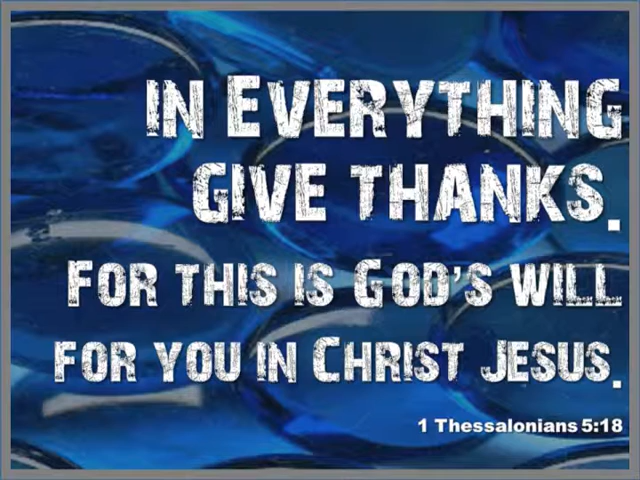 In Everything
give thanks.
For this is God's will
for you in Christ Jesus.
1 Thessalonians 5:18